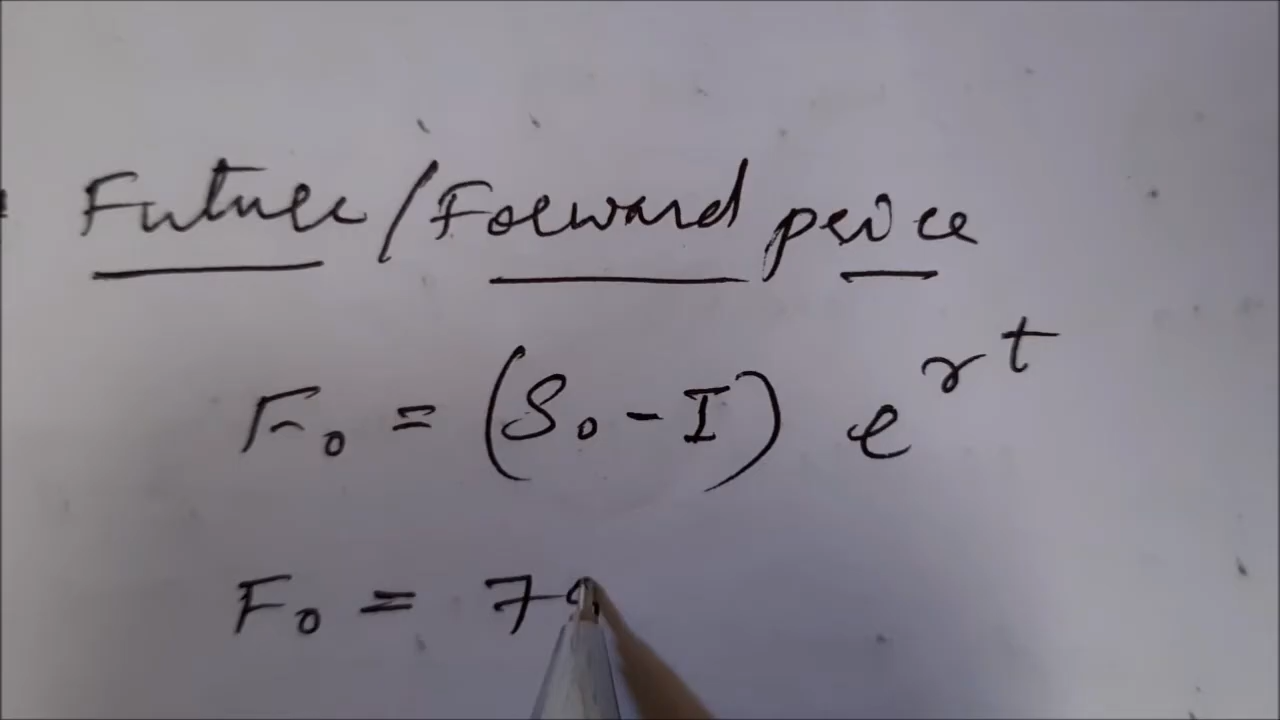 Future/Forward price
F₀ = (S₀ - I) e^rt
F₀ = 7